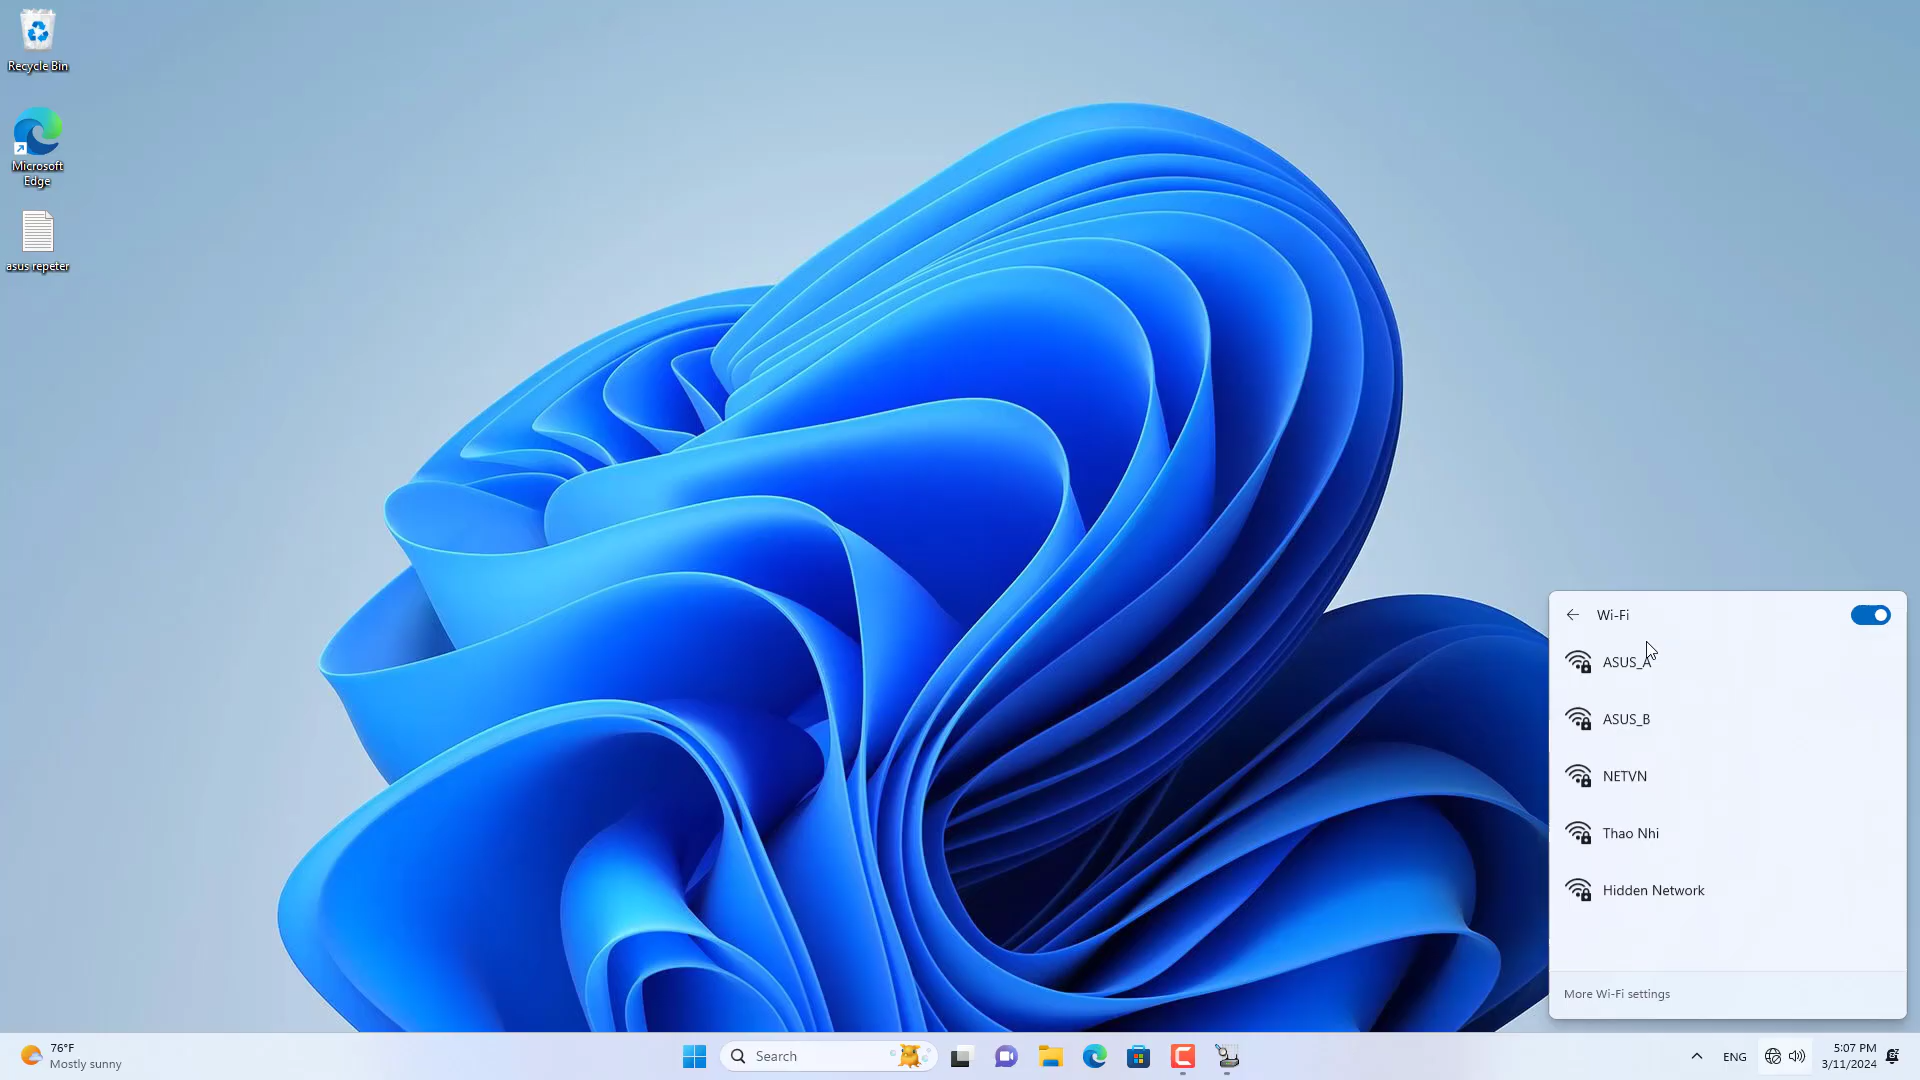 Recycle Bin
Microsoft
Edge
asus repeter
Wi-Fi
ASUS_A
ASUS_B
NETVN
Thao Nhi
Hidden Network
More Wi-Fi settings
76°F
Mostly sunny
Search
ENG
5:07 PM
3/11/2024